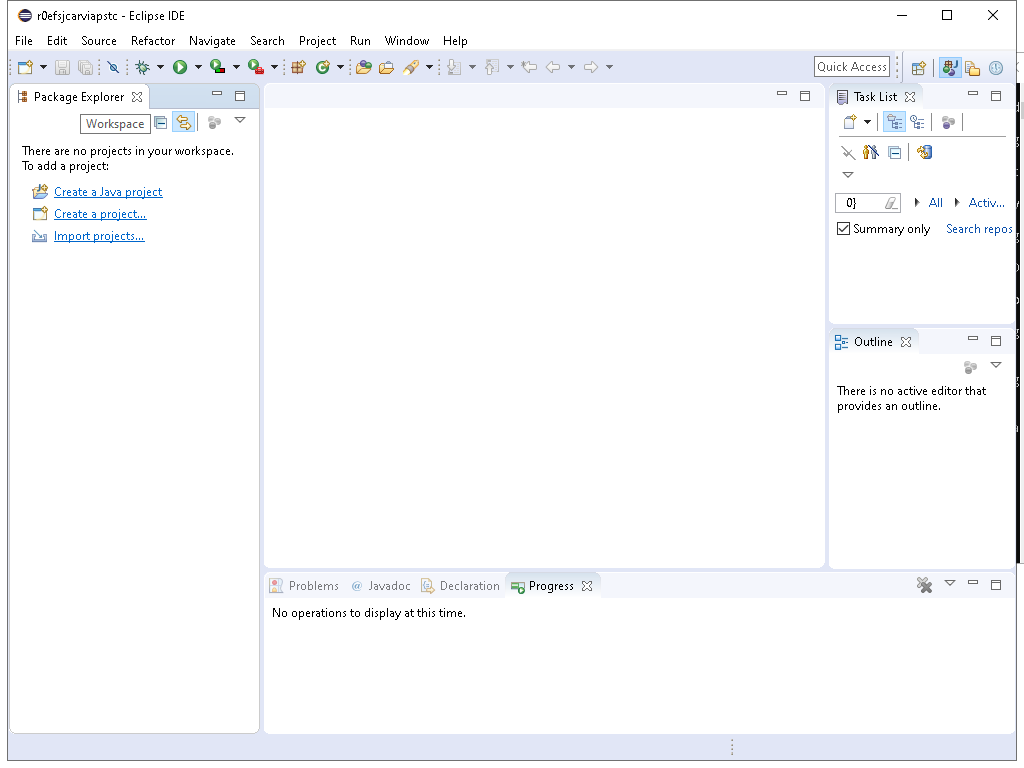 r0efsjcarviapstc - Eclipse IDE
File Edit Source Refactor Navigate Search Project Run Window Help
Quick Access
Package Explorer
Workspace
There are no projects in your workspace.
To add a project:
Create a Java project
Create a project...
Import projects...
Task List
0}
All
Activ...
Summary only
Search repos
Outline
There is no active editor that
provides an outline.
Problems @ Javadoc Declaration Progress
No operations to display at this time.